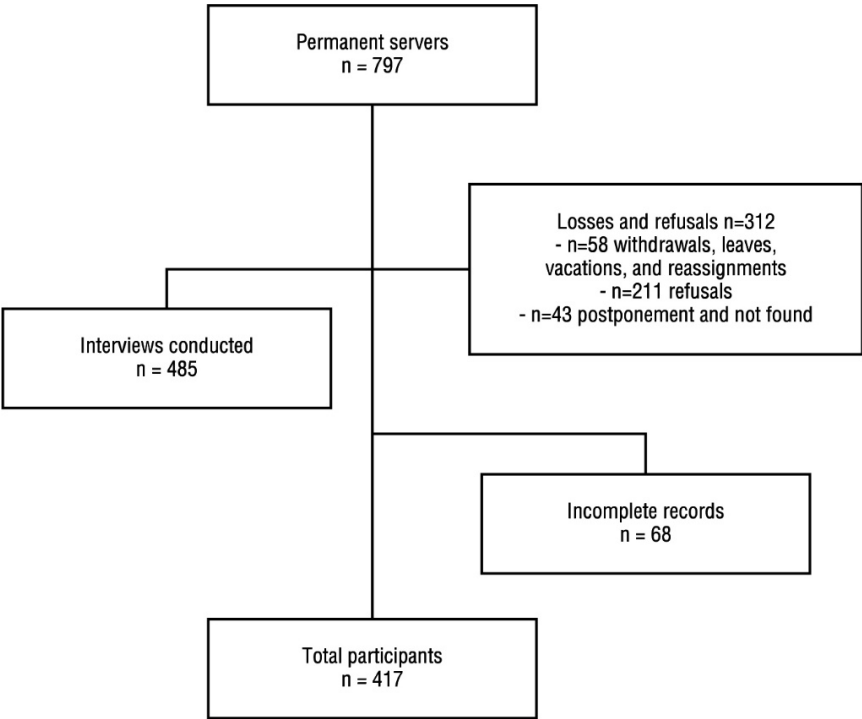 Permanent servers
n = 797
Losses and refusals n=312
- n=58 withdrawals, leaves,
vacations, and reassignments
- n=211 refusals
- n=43 postponement and not found
Interviews conducted
n = 485
Incomplete records
n = 68
Total participants
n = 417